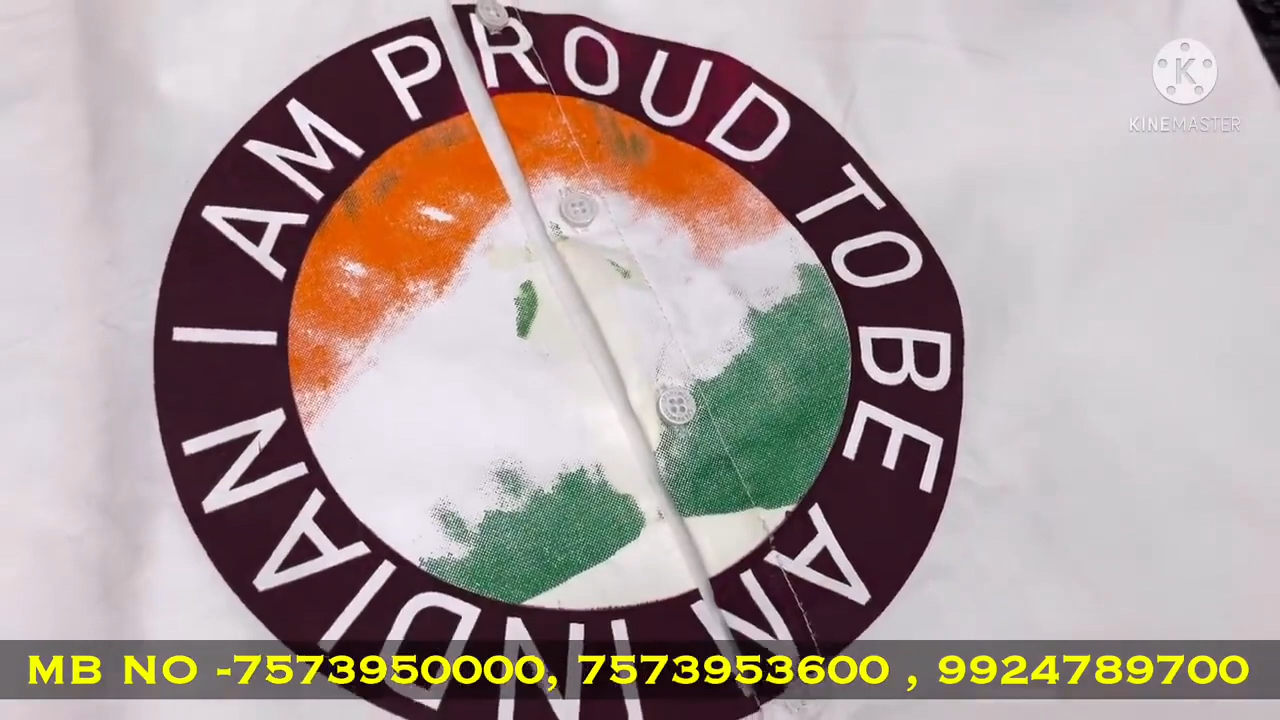 I AM PROUD TO BE AN INDIAN
K
KINEMASTER
MB NO -7573950000, 7573953600 , 9924789700